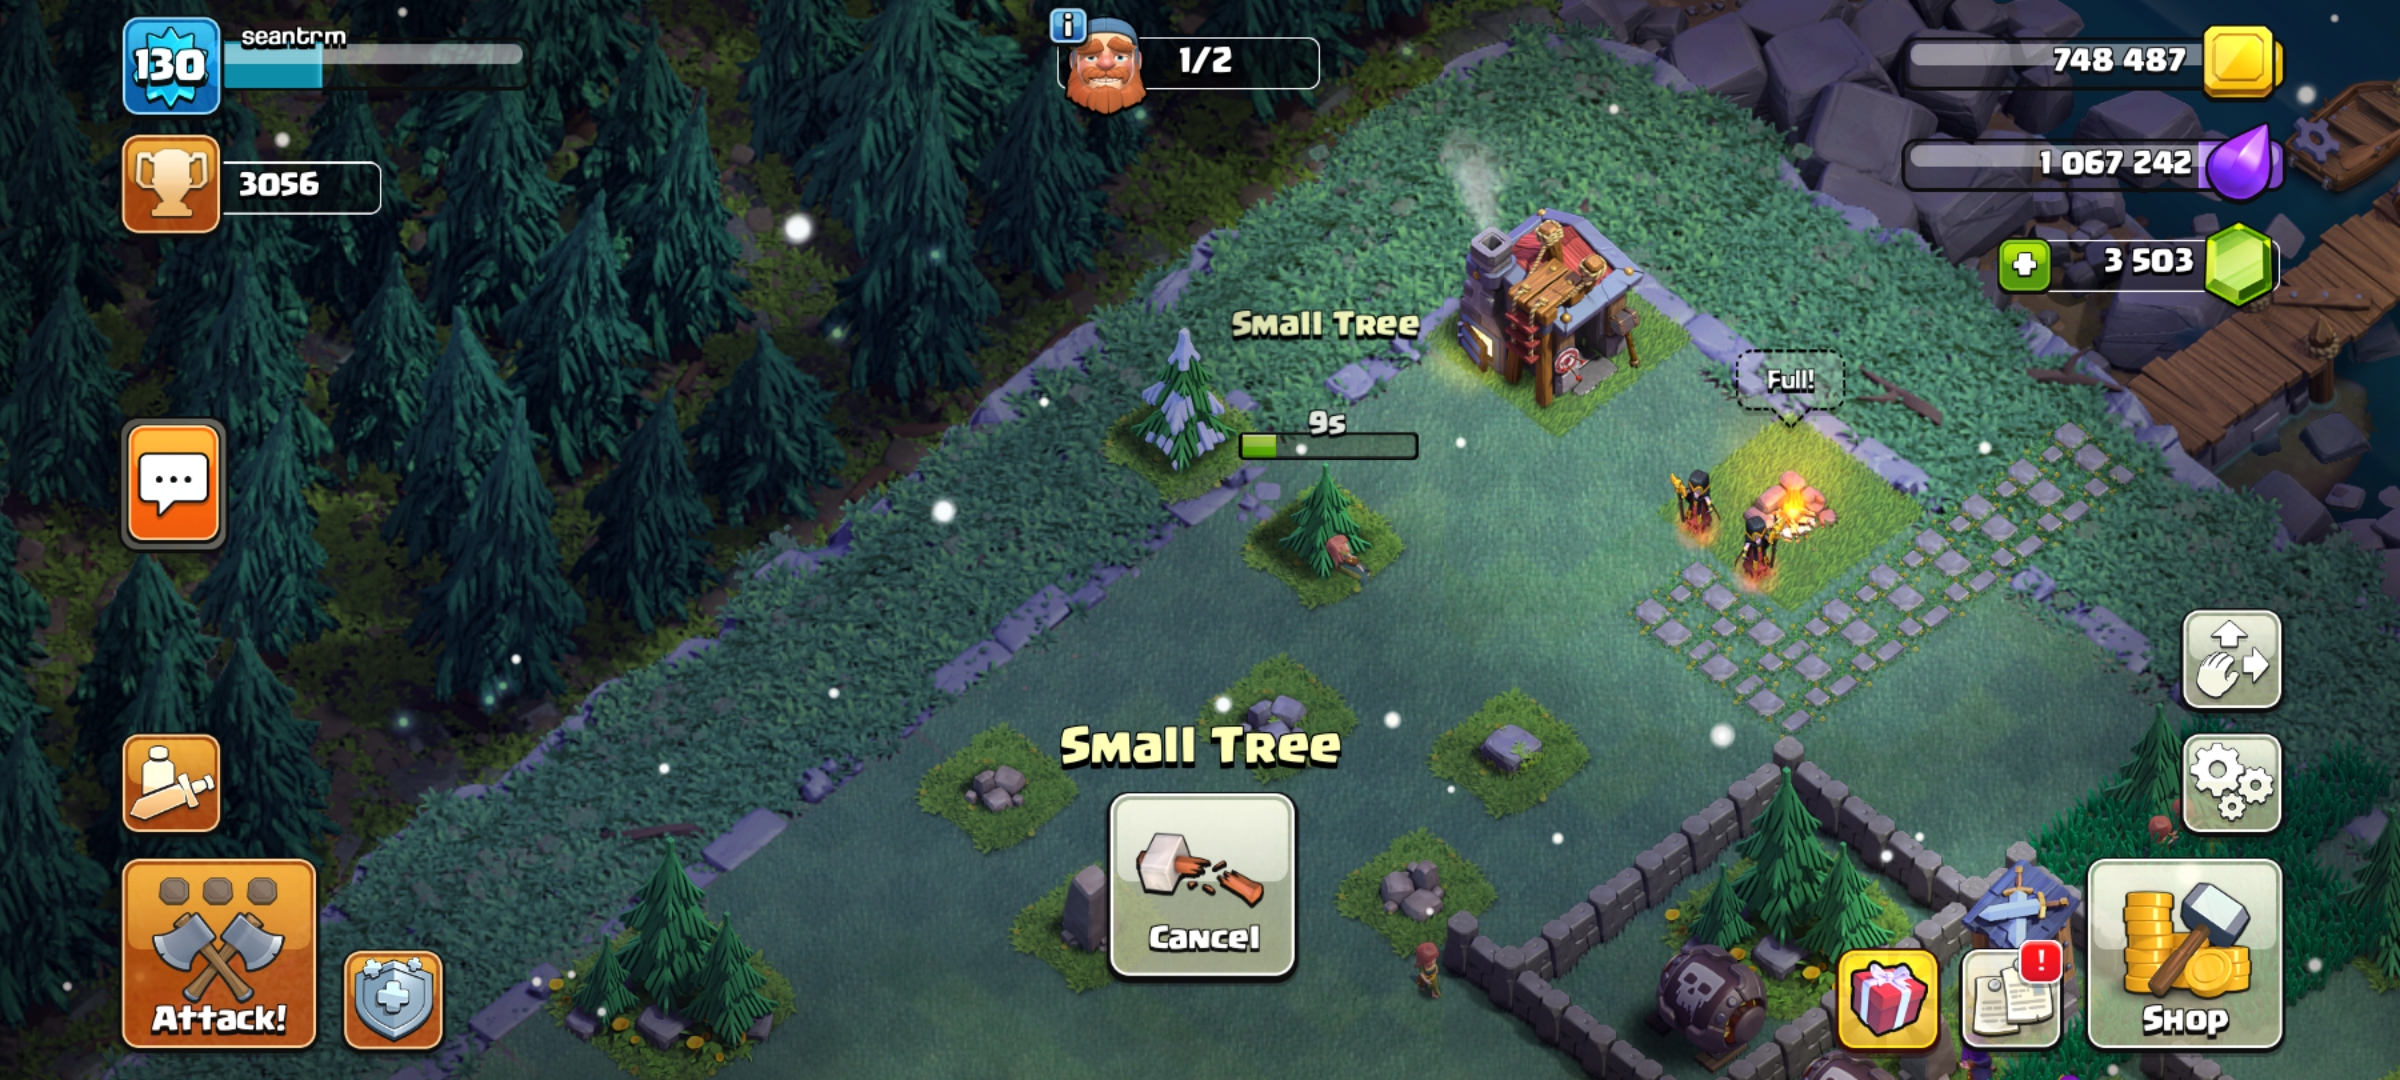 130
seantrm
3056
i
1/2
748 487
1 067 242
3 503
Small Tree
9s
Full!
Small Tree
Cancel
Attack!
!
Shop